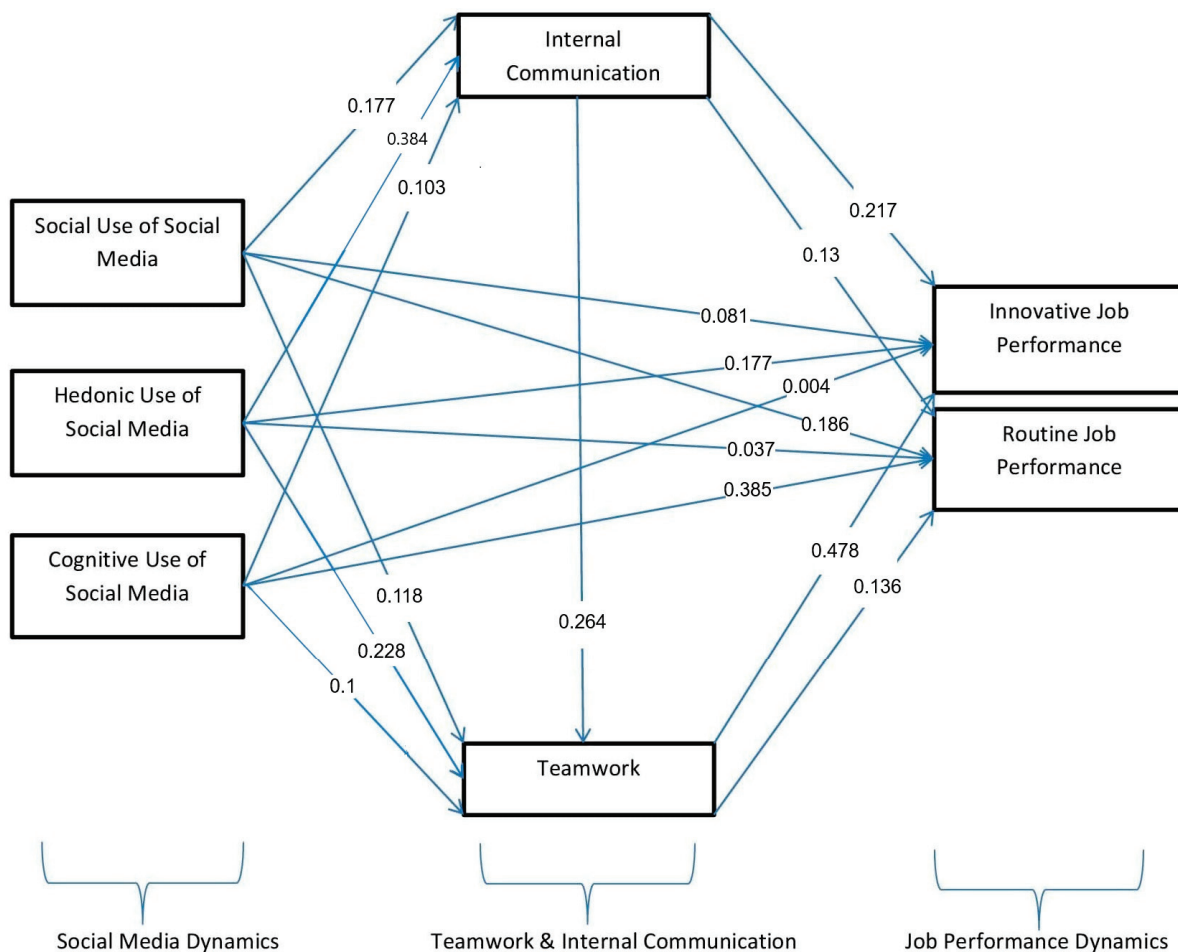 Internal
Communication
0.177
0.384
0.103
Social Use of Social
Media
0.217
0.13
0.081
Innovative Job
Performance
0.177
0.004
Hedonic Use of
Social Media
0.186
0.037
Routine Job
Performance
0.385
Cognitive Use of
Social Media
0.478
0.118
0.136
0.264
0.228
0.1
Teamwork
Social Media Dynamics
Teamwork & Internal Communication
Job Performance Dynamics